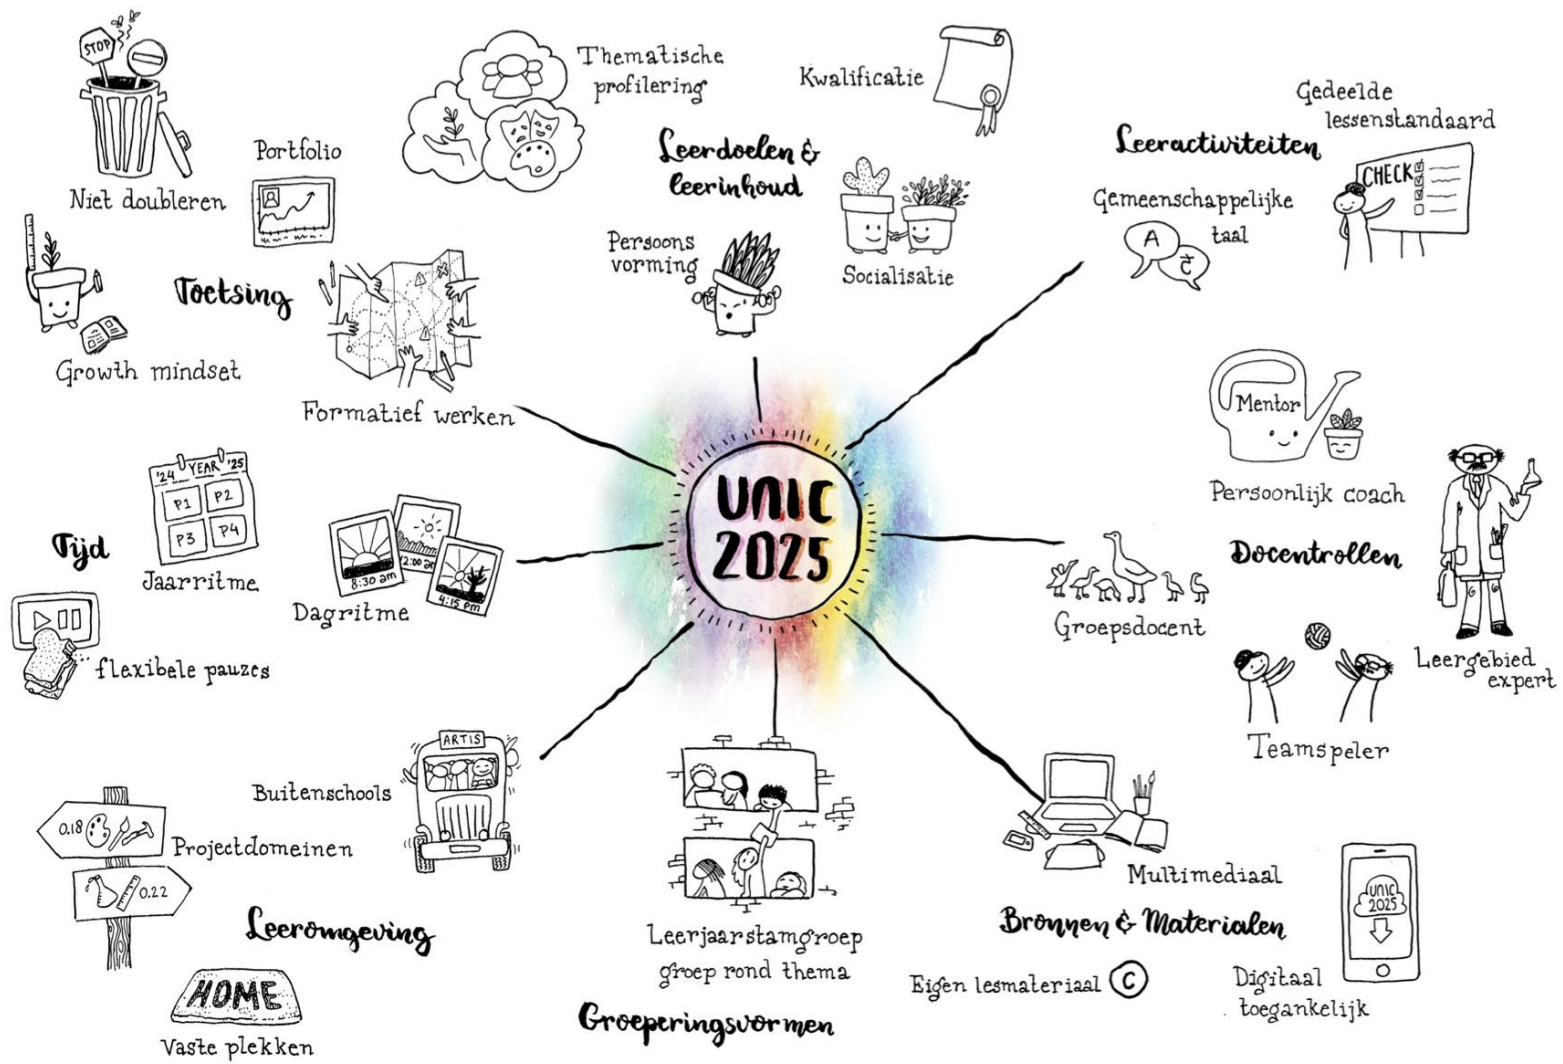 STOP
Niet doubleren
Portfolio
Toetsing
Growth mindset
Formatief werken
Thematische
profilering
Leerdoelen &
leerinhoud
Kwalificatie
Persoons
vorming
Socialisatie
Leeractiviteiten
Gedeelde
lessenstandaard
Gemeenschappelijke
taal
A
CHECK
UNIC
2025
'24 YEAR '25
P1 P2
P3 P4
Tijd
Jaarritme
8:30 am
12:00 am
4:15 pm
Dagritme
flexibele pauzes
Mentor
Persoonlijk coach
Docentrollen
Groepsdocent
Leergebied
expert
Teamspeler
ARTIS
Buitenschools
0.18
Projectdomeinen
0.22
Leeromgeving
HOME
Vaste plekken
Leerjaarstamgroep
groep rond thema
Groeperingsvormen
Multimediaal
Bronnen & Materialen
Eigen lesmateriaal C
UNIC
2025
Digitaal
toegankelijk